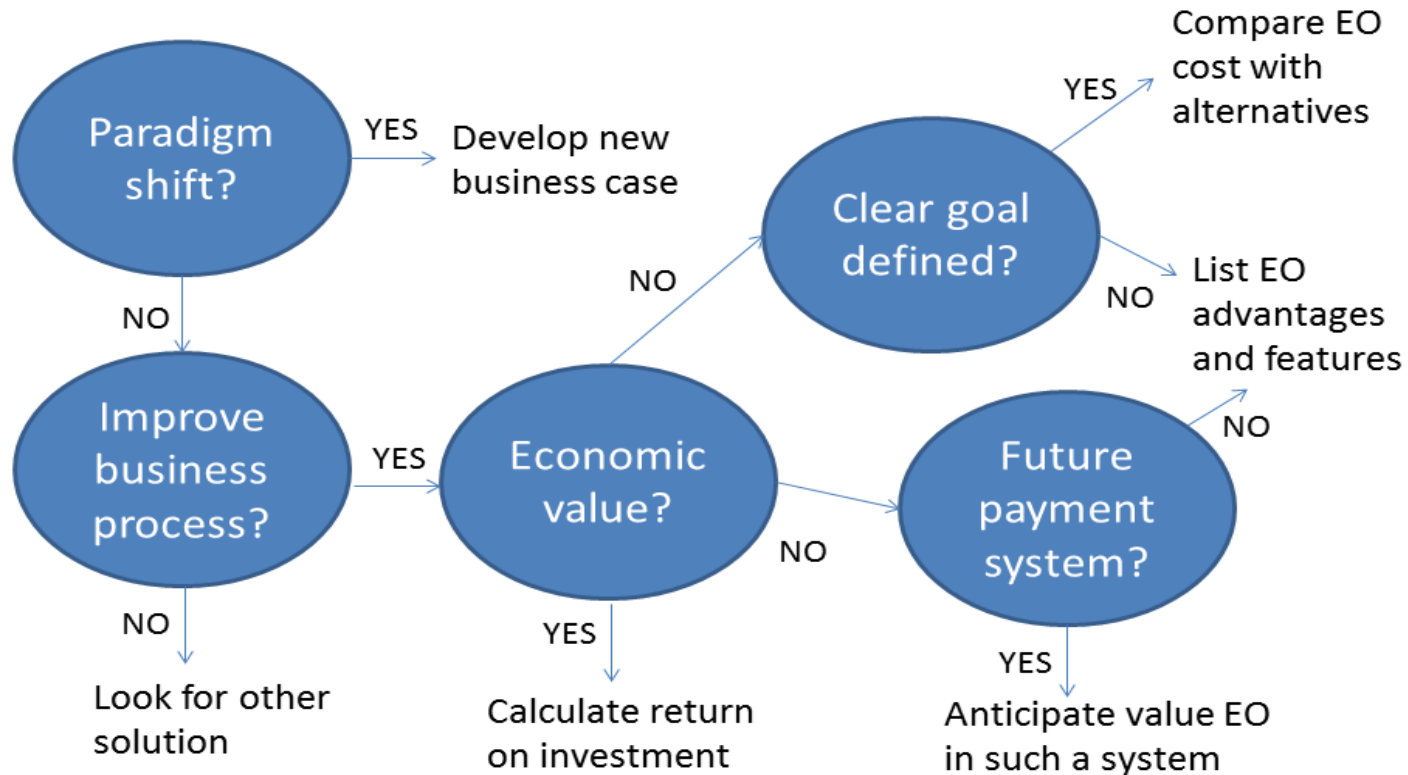 Paradigm
shift?
YES
Develop new
business case
NO
Improve
business
process?
YES
NO
Look for other
solution
Economic
value?
NO
YES
Calculate return
on investment
NO
Clear goal
defined?
YES
Compare EO
cost with
alternatives
NO
List EO
advantages
and features
Future
payment
system?
NO
YES
Anticipate value EO
in such a system